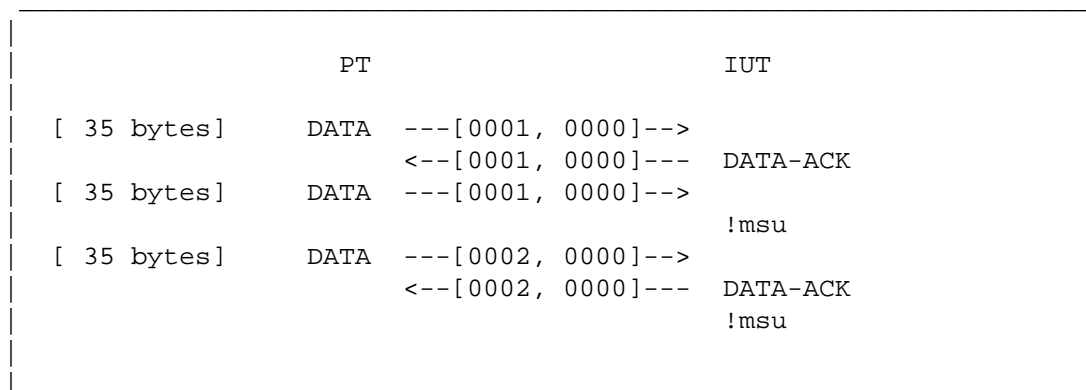 PT IUT
[ 35 bytes] DATA ---[0001, 0000]-->
<--[0001, 0000]--- DATA-ACK
[ 35 bytes] DATA ---[0001, 0000]-->
!msu
[ 35 bytes] DATA ---[0002, 0000]-->
<--[0002, 0000]--- DATA-ACK
!msu